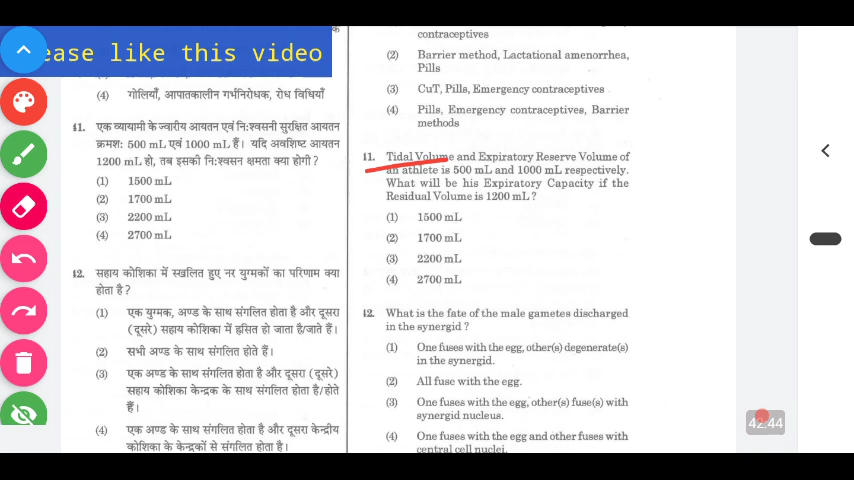 ease like this video
(4) गोलियाँ, आपातकालीन गर्भनिरोधक, रोध विधियाँ
41. एक व्यायामी के ज्वारीय आयतन एवं नि:श्वसनी सुरक्षित आयतन
क्रमश: 500 mL एवं 1000 mL हैं। यदि अवशिष्ट आयतन
1200 mL हो, तब इसकी नि:श्वसन क्षमता क्या होगी ?
(1) 1500 mL
(2) 1700 mL
(3) 2200 mL
(4) 2700 mL
42. सहाय कोशिका में स्खलित हुए नर युग्मकों का परिणाम क्या
होता है ?
(1) एक युग्मक, अण्ड के साथ संगलित होता है और दूसरा
(दूसरे) सहाय कोशिका में ह्रसित हो जाता है/जाते हैं।
(2) सभी अण्ड के साथ संगलित होते हैं।
(3) एक अण्ड के साथ संगलित होता है और दूसरा (दूसरे)
सहाय कोशिका केन्द्रक के साथ संगलित होता है/होते
हैं।
(4) एक अण्ड के साथ संगलित होता है और दूसरा केन्द्रीय
कोशिका के केन्द्रकों से संगलित होता है।
contraceptives
(2) Barrier method, Lactational amenorrhea,
Pills
(3) CuT, Pills, Emergency contraceptives
(4) Pills, Emergency contraceptives, Barrier
methods
41. Tidal Volume and Expiratory Reserve Volume of
an athlete is 500 mL and 1000 mL respectively.
What will be his Expiratory Capacity if the
Residual Volume is 1200 mL ?
(1) 1500 mL
(2) 1700 mL
(3) 2200 mL
(4) 2700 mL
42. What is the fate of the male gametes discharged
in the synergid ?
(1) One fuses with the egg, other(s) degenerate(s)
in the synergid.
(2) All fuse with the egg.
(3) One fuses with the egg, other(s) fuse(s) with
synergid nucleus.
(4) One fuses with the egg and other fuses with
central cell nuclei.
42:44